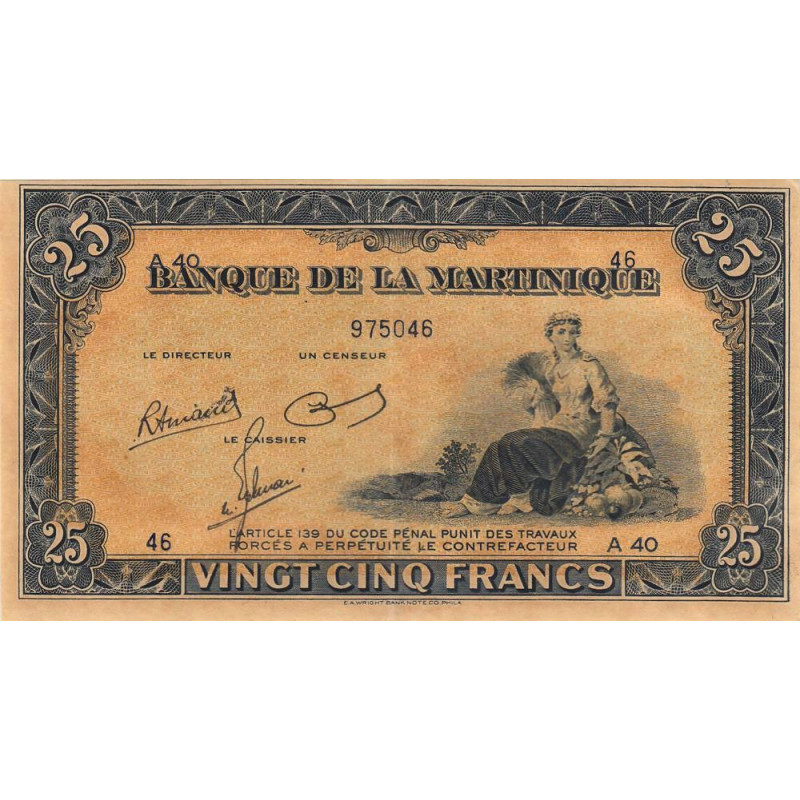 25 25
A 40 46
BANQUE DE LA MARTINIQUE
975046
LE DIRECTEUR UN CENSEUR
LE CAISSIER
L'ARTICLE 139 DU CODE PÉNAL PUNIT DES TRAVAUX
FORCÉS A PERPÉTUITÉ LE CONTREFACTEUR
46 A 40
25 25
VINGT CINQ FRANCS
E.A. WRIGHT BANK NOTE CO. PHILA.